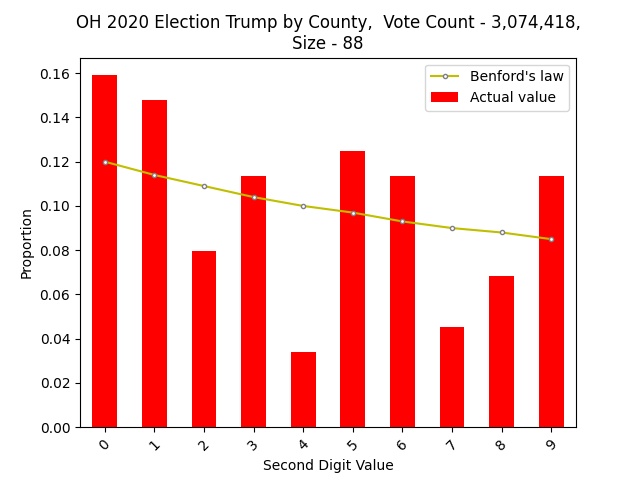 OH 2020 Election Trump by County,  Vote Count - 3,074,418,
Size - 88
Benford's law
Actual value
0.16
0.14
0.12
0.10
0.08
0.06
0.04
0.02
0.00
Proportion
0 1 2 3 4 5 6 7 8 9
Second Digit Value